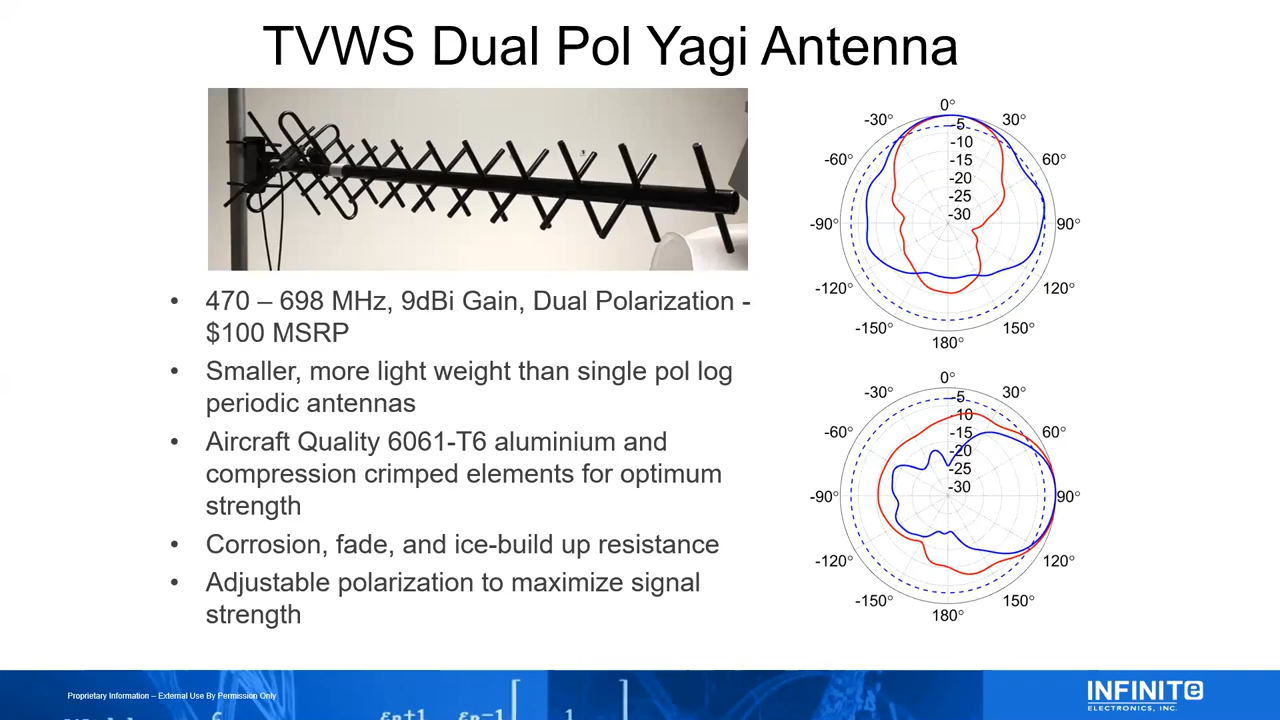 TVWS Dual Pol Yagi Antenna
• 470 – 698 MHz, 9dBi Gain, Dual Polarization -
$100 MSRP
• Smaller, more light weight than single pol log
periodic antennas
• Aircraft Quality 6061-T6 aluminium and
compression crimped elements for optimum
strength
• Corrosion, fade, and ice-build up resistance
• Adjustable polarization to maximize signal
strength
0°
-30° 30°
-5
-10
-60° 60°
-15
-20
-25
-30
-90° 90°
-120° 120°
-150° 150°
180°
0°
-30° 30°
-5
-10
-60° 60°
-15
-20
-25
-30
-90° 90°
-120° 120°
-150° 150°
180°
Proprietary Information – External Use By Permission Only
INFINITe
ELECTRONICS, INC.